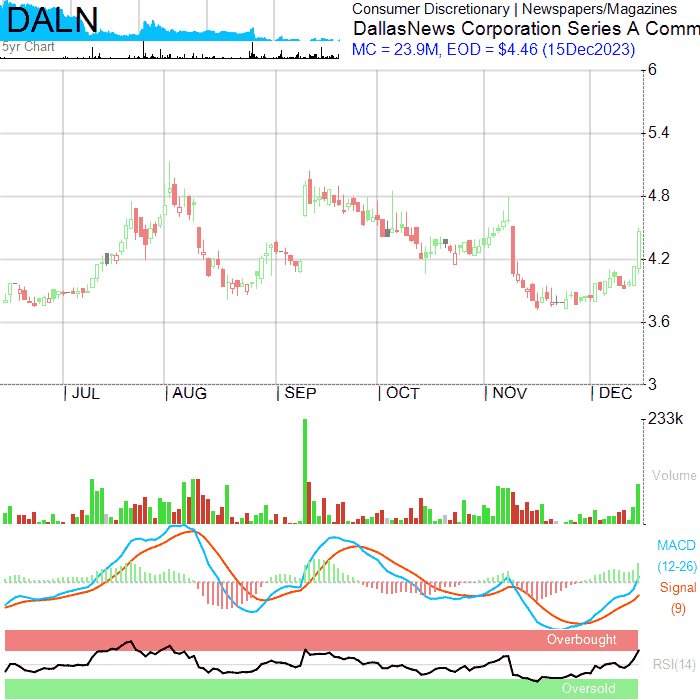 DALN
5yr Chart
Consumer Discretionary | Newspapers/Magazines
DallasNews Corporation Series A Comm
MC = 23.9M, EOD = $4.46 (15Dec2023)
6
5.4
4.8
4.2
3.6
3
JUL AUG SEP OCT NOV DEC
233k
Volume
MACD
(12-26)
Signal
(9)
Overbought
RSI(14)
Oversold